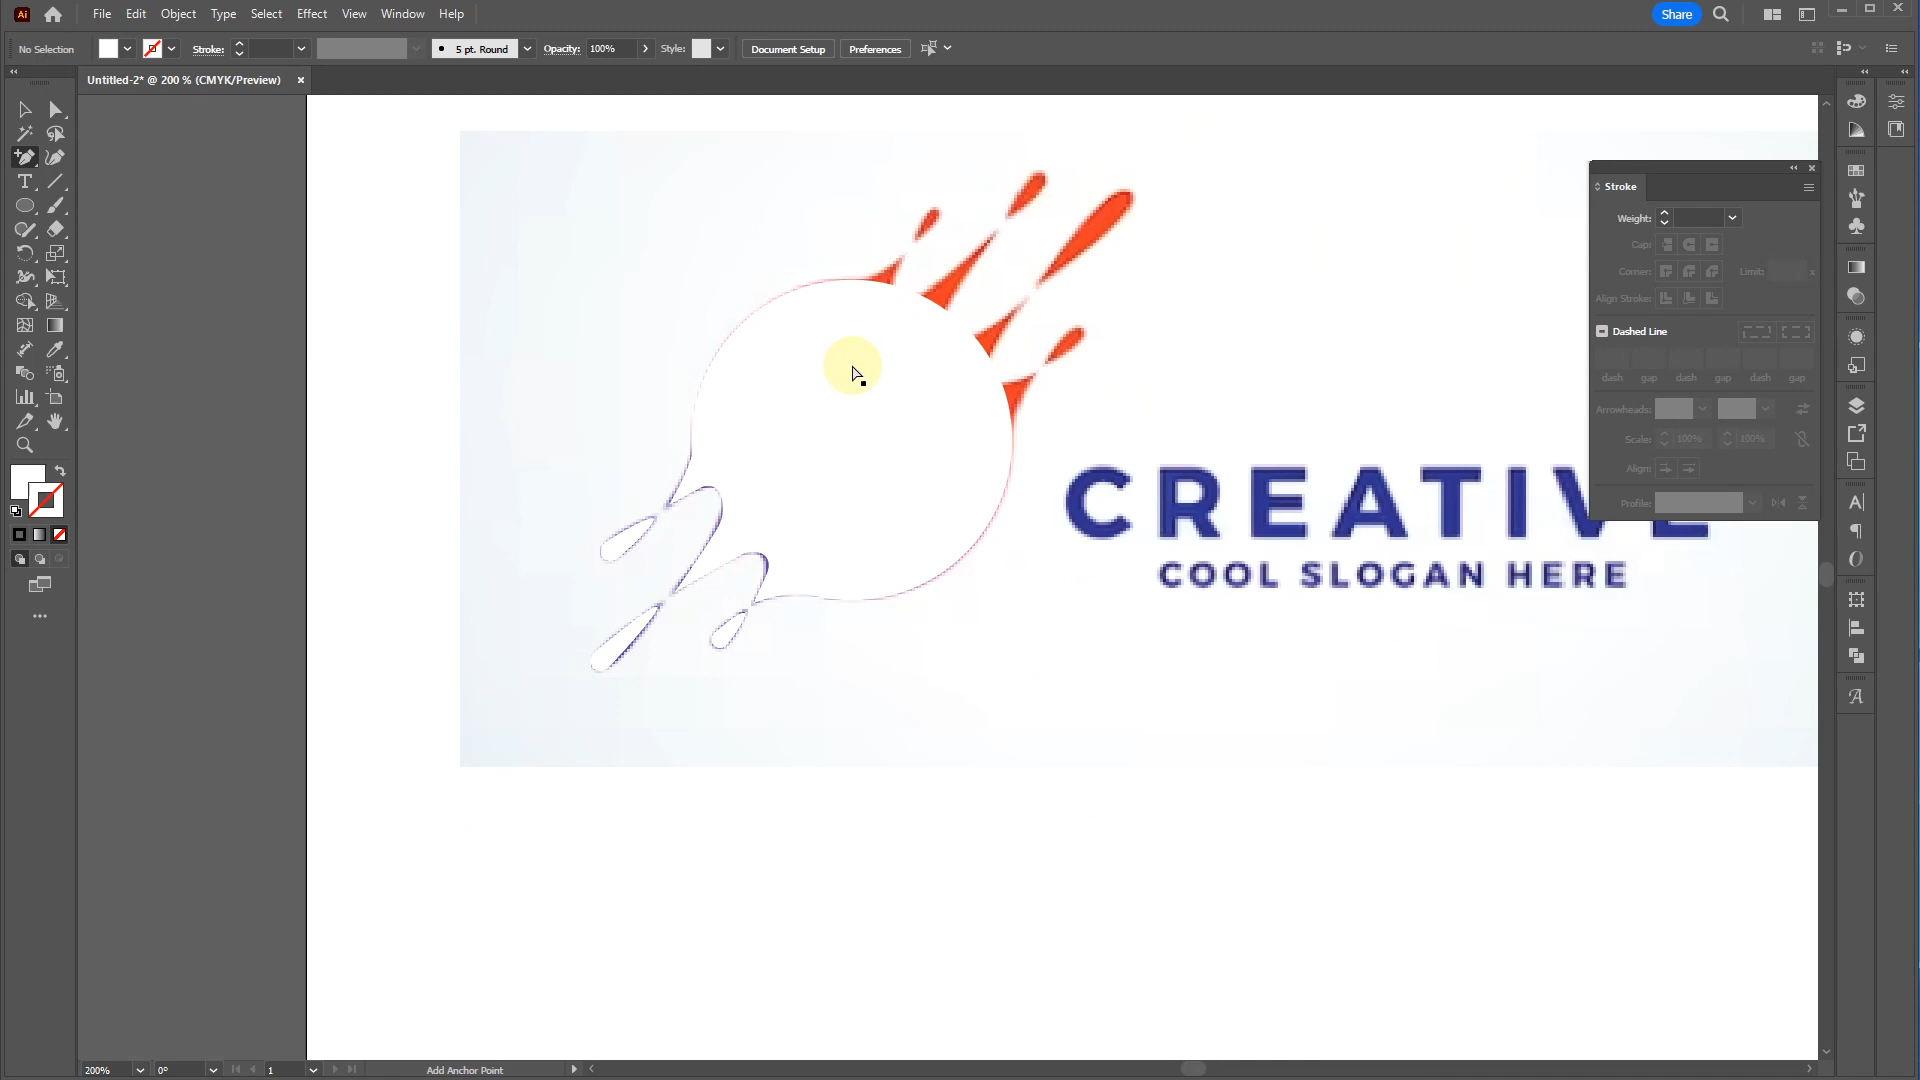 Ai File Edit Object Type Select Effect View Window Help Share
No Selection Stroke: 5 pt. Round Opacity: 100% Style: Document Setup Preferences
Untitled-2* @ 200 % (CMYK/Preview) ×
Stroke
Weight:
Cap:
Corner: Limit: x
Align Stroke:
Dashed Line
dash gap dash gap dash gap
Arrowheads:
Scale: 100% 100%
Align:
Profile:
CREATIVE
COOL SLOGAN HERE
200% 0° 1 Add Anchor Point